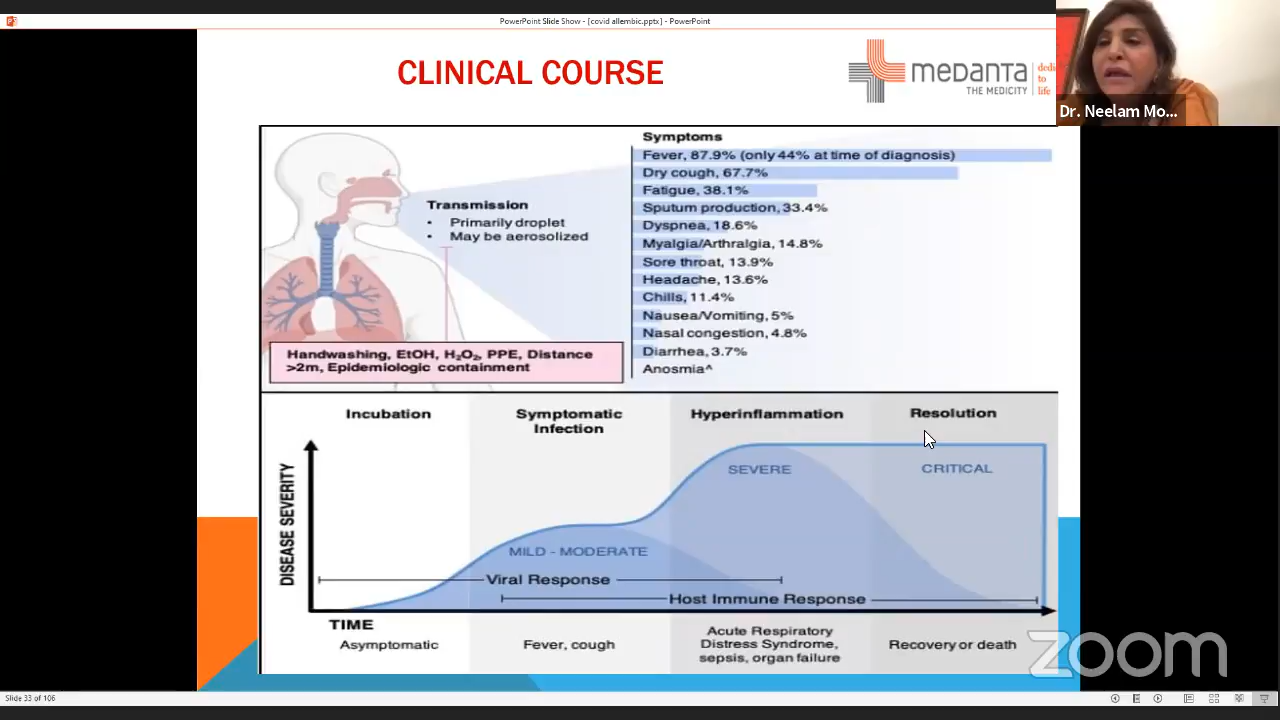 PowerPoint Slide Show - [covid allembic.pptx] - PowerPoint
CLINICAL COURSE
medanTa
THE MEDICITY
dedi
to
life
Dr. Neelam Mo...
Transmission
• Primarily droplet
• May be aerosolized
Handwashing, EtOH, H₂O₂, PPE, Distance
>2m, Epidemiologic containment
Symptoms
Fever, 87.9% (only 44% at time of diagnosis)
Dry cough, 67.7%
Fatigue, 38.1%
Sputum production, 33.4%
Dyspnea, 18.6%
Myalgia/Arthralgia, 14.8%
Sore throat, 13.9%
Headache, 13.6%
Chills, 11.4%
Nausea/Vomiting, 5%
Nasal congestion, 4.8%
Diarrhea, 3.7%
Anosmia^
Incubation
Symptomatic
Infection
Hyperinflammation
Resolution
DISEASE SEVERITY
SEVERE
CRITICAL
MILD - MODERATE
Viral Response
Host Immune Response
TIME
Asymptomatic
Fever, cough
Acute Respiratory
Distress Syndrome,
sepsis, organ failure
Recovery or death
zoom
Slide 33 of 106